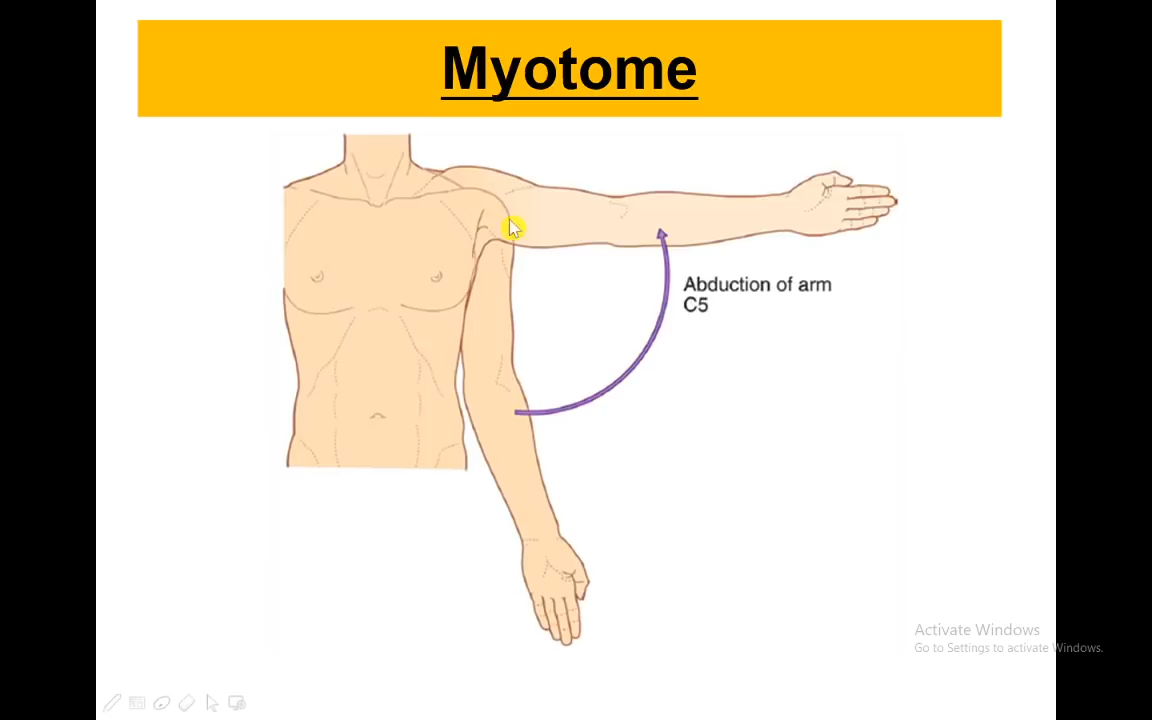 Myotome
Abduction of arm
C5
Activate Windows
Go to Settings to activate Windows.